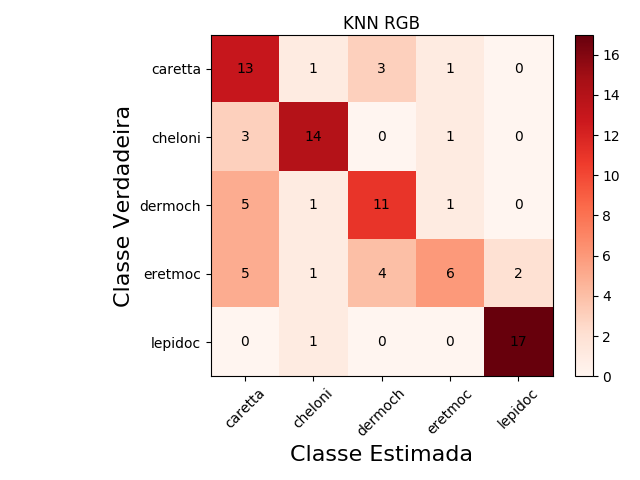 KNN RGB
caretta 13 1 3 1 0
cheloni 3 14 0 1 0
dermoch 5 1 11 1 0
eretmoc 5 1 4 6 2
lepidoc 0 1 0 0 17
caretta cheloni dermoch eretmoc lepidoc
Classe Estimada
Classe Verdadeira
16
14
12
10
8
6
4
2
0